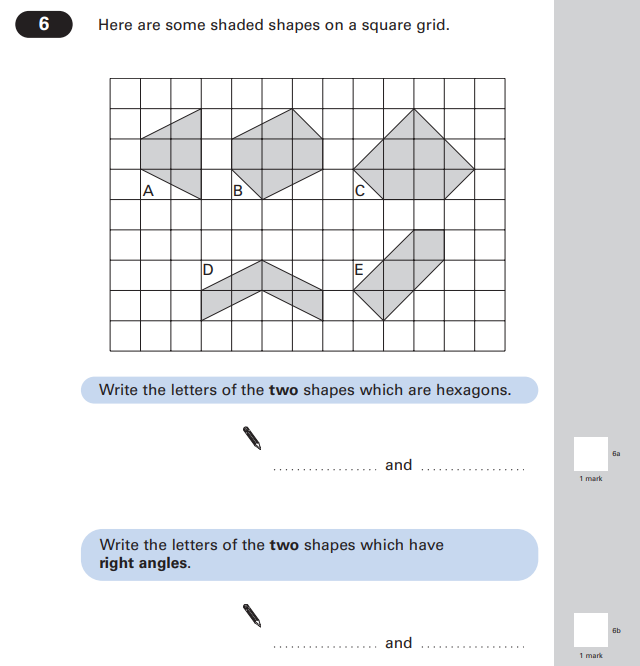 6
Here are some shaded shapes on a square grid.
A
B
C
D
E
Write the letters of the two shapes which are hexagons.
.................. and ..................
6a
1 mark
Write the letters of the two shapes which have
right angles.
.................. and ..................
6b
1 mark